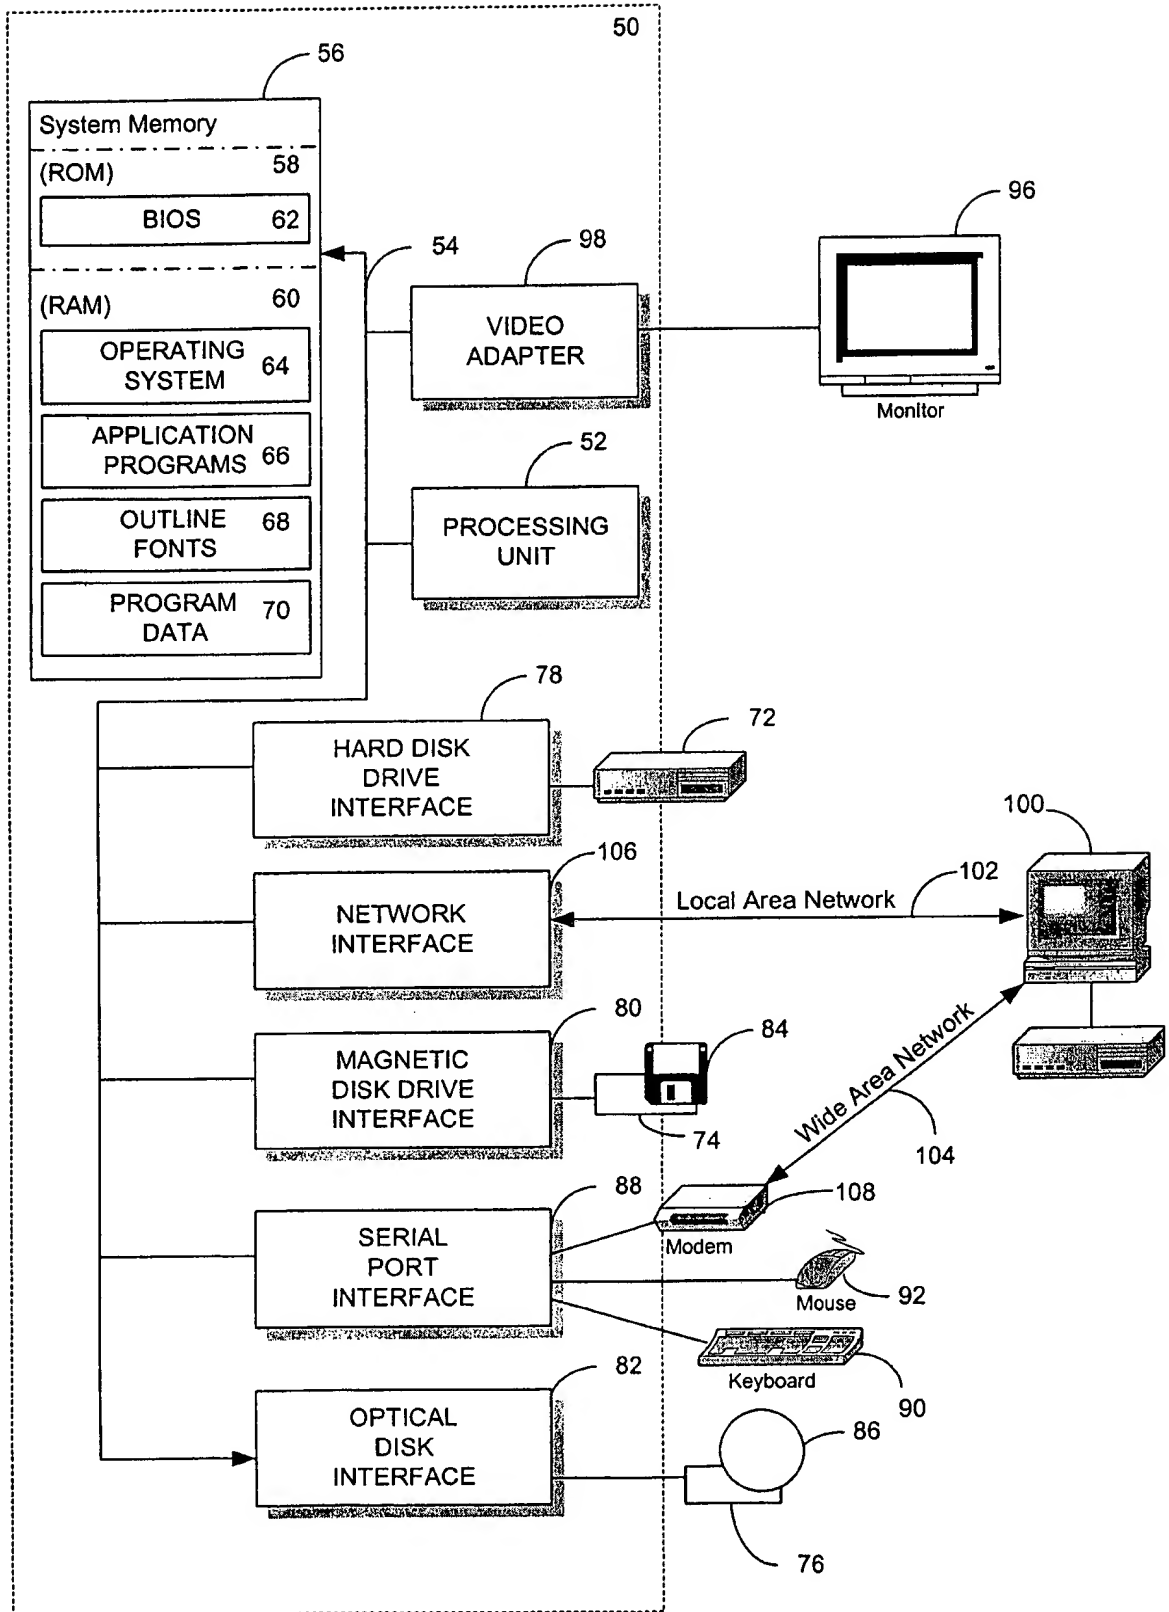 50
56
System Memory
(ROM) 58
BIOS 62
(RAM) 60
OPERATING
SYSTEM 64
APPLICATION
PROGRAMS 66
OUTLINE
FONTS 68
PROGRAM
DATA 70
54
98
VIDEO
ADAPTER
96
Monitor
52
PROCESSING
UNIT
78
HARD DISK
DRIVE
INTERFACE
72
106
NETWORK
INTERFACE
Local Area Network
102
100
80
MAGNETIC
DISK DRIVE
INTERFACE
84
74
Wide Area Network
104
88
SERIAL
PORT
INTERFACE
108
Modem
Mouse
92
Keyboard
90
82
OPTICAL
DISK
INTERFACE
86
76